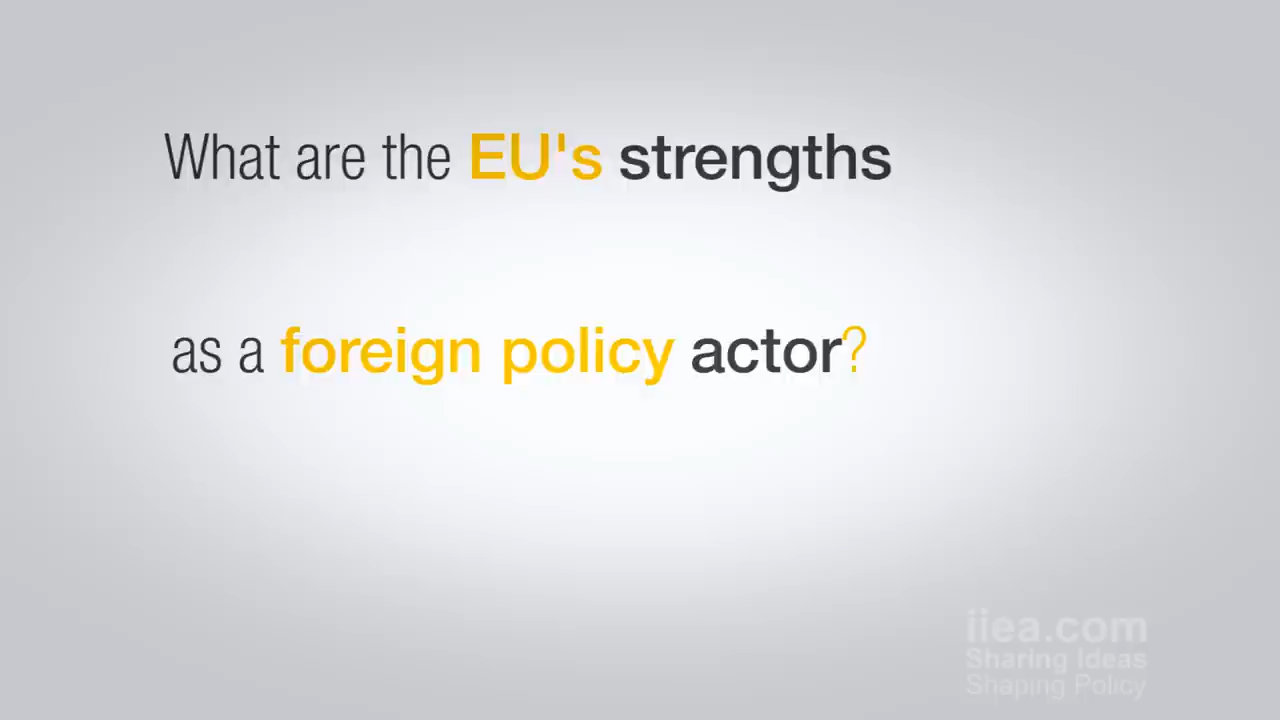 What are the EU's strengths
as a foreign policy actor?
iiea.com
Sharing Ideas
Shaping Policy